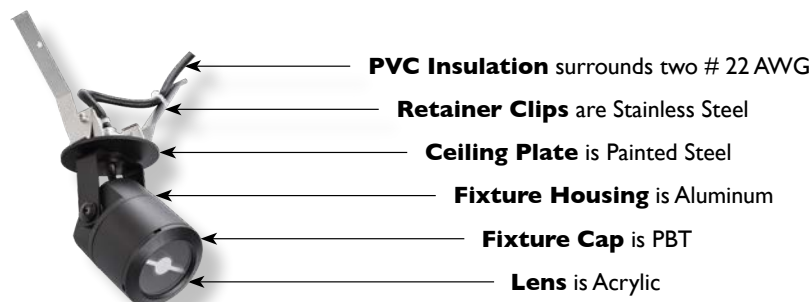 PVC Insulation surrounds two # 22 AWG
Retainer Clips are Stainless Steel
Ceiling Plate is Painted Steel
Fixture Housing is Aluminum
Fixture Cap is PBT
Lens is Acrylic